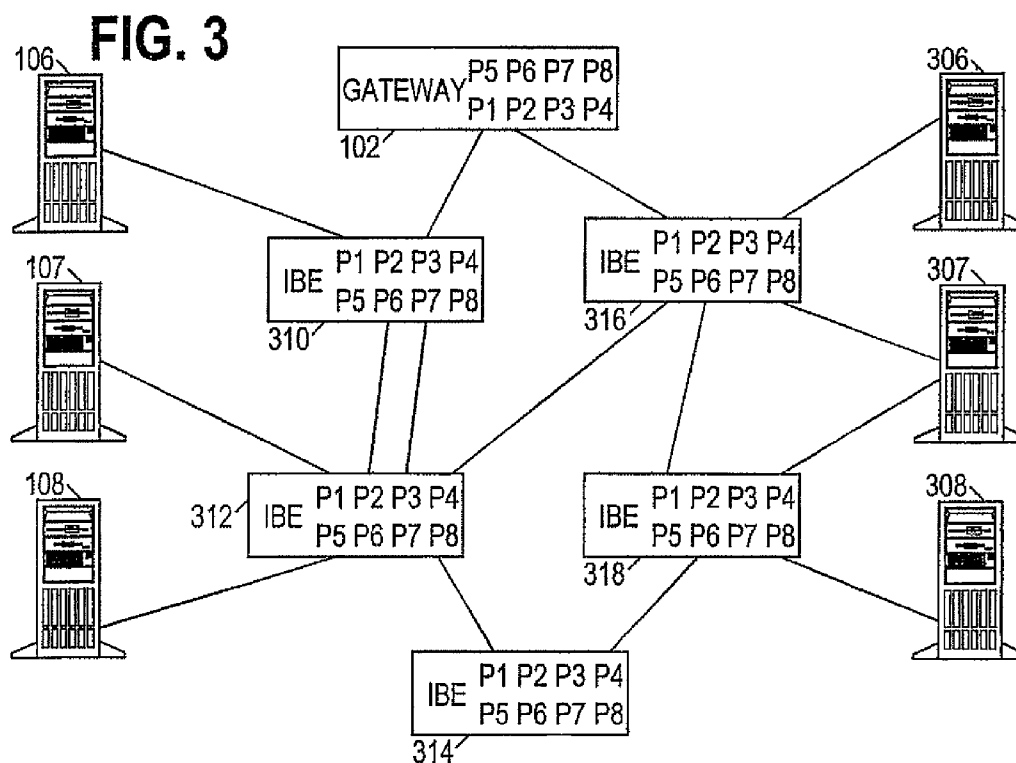 FIG. 3
106
306
P5 P6 P7 P8
GATEWAY
P1 P2 P3 P4
102
107
307
P1 P2 P3 P4
IBE
P5 P6 P7 P8
310
P1 P2 P3 P4
IBE
P5 P6 P7 P8
316
108
308
312
P1 P2 P3 P4
IBE
P5 P6 P7 P8
P1 P2 P3 P4
IBE
P5 P6 P7 P8
318
P1 P2 P3 P4
IBE
P5 P6 P7 P8
314